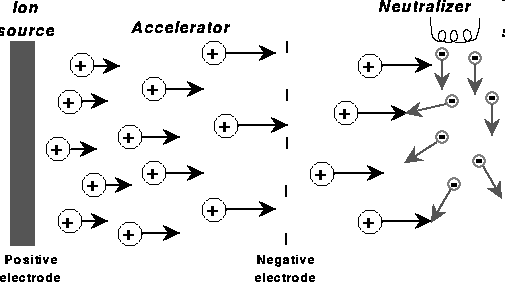 Ion
source
Accelerator
Neutralizer
Positive
electrode
Negative
electrode